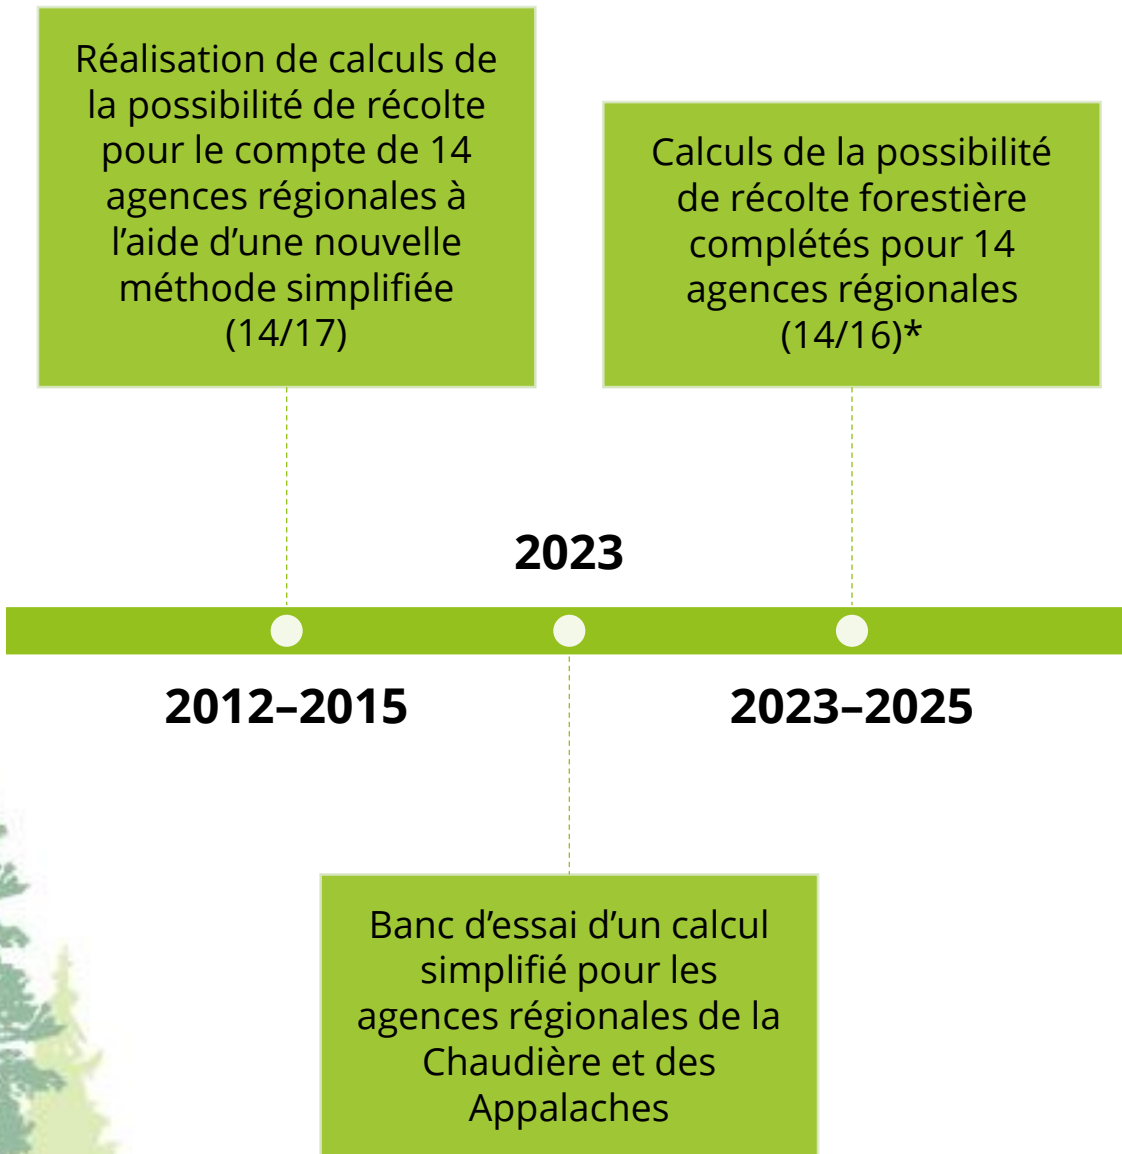 Réalisation de calculs de
la possibilité de récolte
pour le compte de 14
agences régionales à
l’aide d’une nouvelle
méthode simplifiée
(14/17)
Calculs de la possibilité
de récolte forestière
complétés pour 14
agences régionales
(14/16)*
2023
2012–2015
2023–2025
Banc d’essai d’un calcul
simplifié pour les
agences régionales de la
Chaudière et des
Appalaches